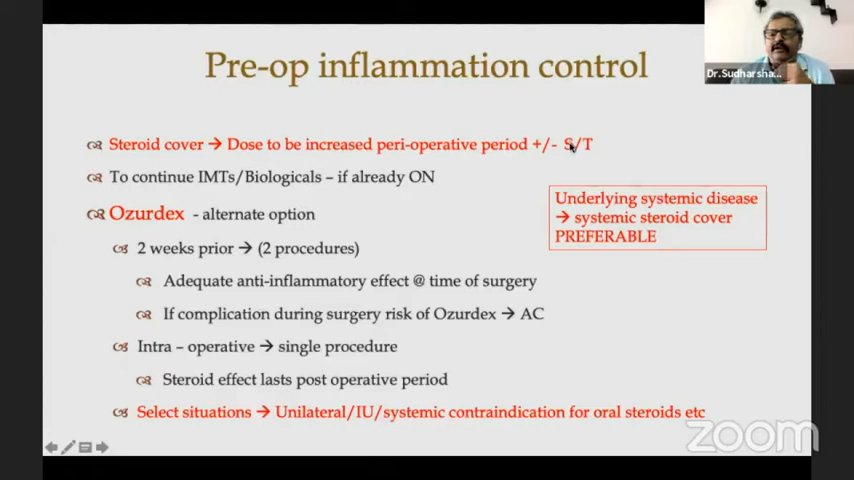 Dr.Sudharsha...
Pre-op inflammation control
Steroid cover → Dose to be increased peri-operative period +/- S/T
To continue IMTs/Biologicals – if already ON
Underlying systemic disease
→ systemic steroid cover
PREFERABLE
Ozurdex - alternate option
2 weeks prior → (2 procedures)
Adequate anti-inflammatory effect @ time of surgery
If complication during surgery risk of Ozurdex → AC
Intra – operative → single procedure
Steroid effect lasts post operative period
Select situations → Unilateral/IU/systemic contraindication for oral steroids etc
zoom